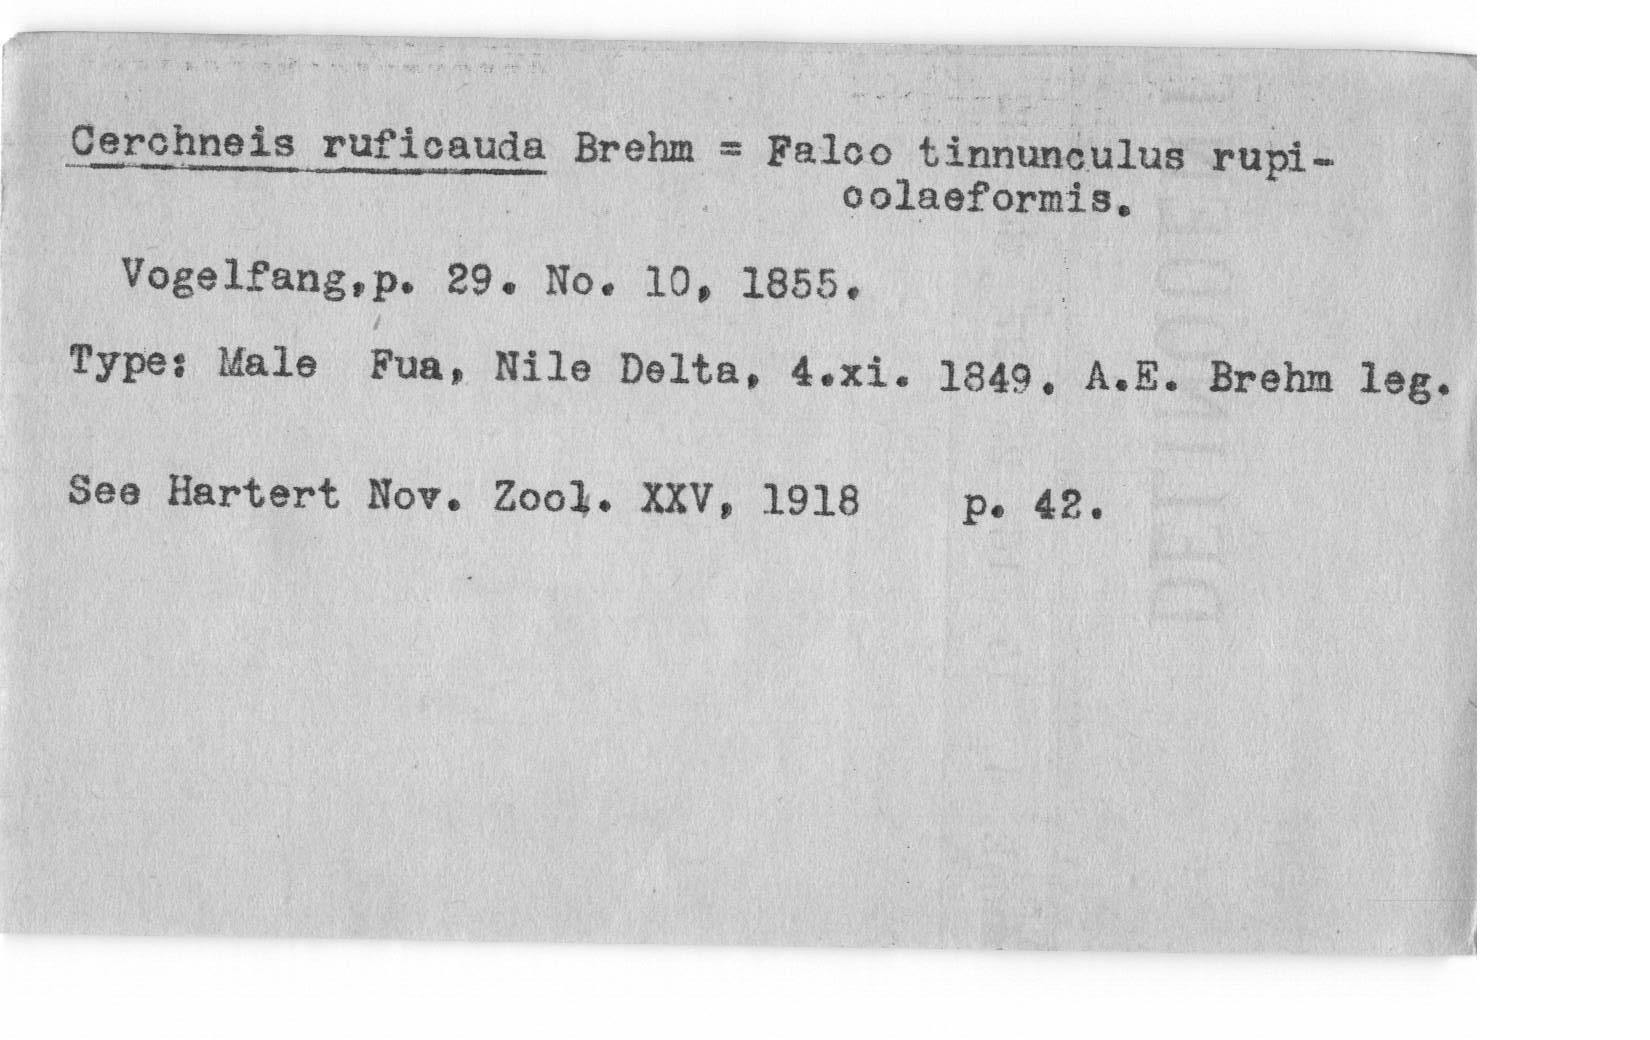 Cerchneis ruficauda Brehm = Falco tinnunculus rupi-
colaeformis.
Vogelfang,p. 29. No. 10, 1855.
Type: Male Fua, Nile Delta, 4.xi. 1849. A.E. Brehm leg.
See Hartert Nov. Zool. XXV, 1918 p. 42.